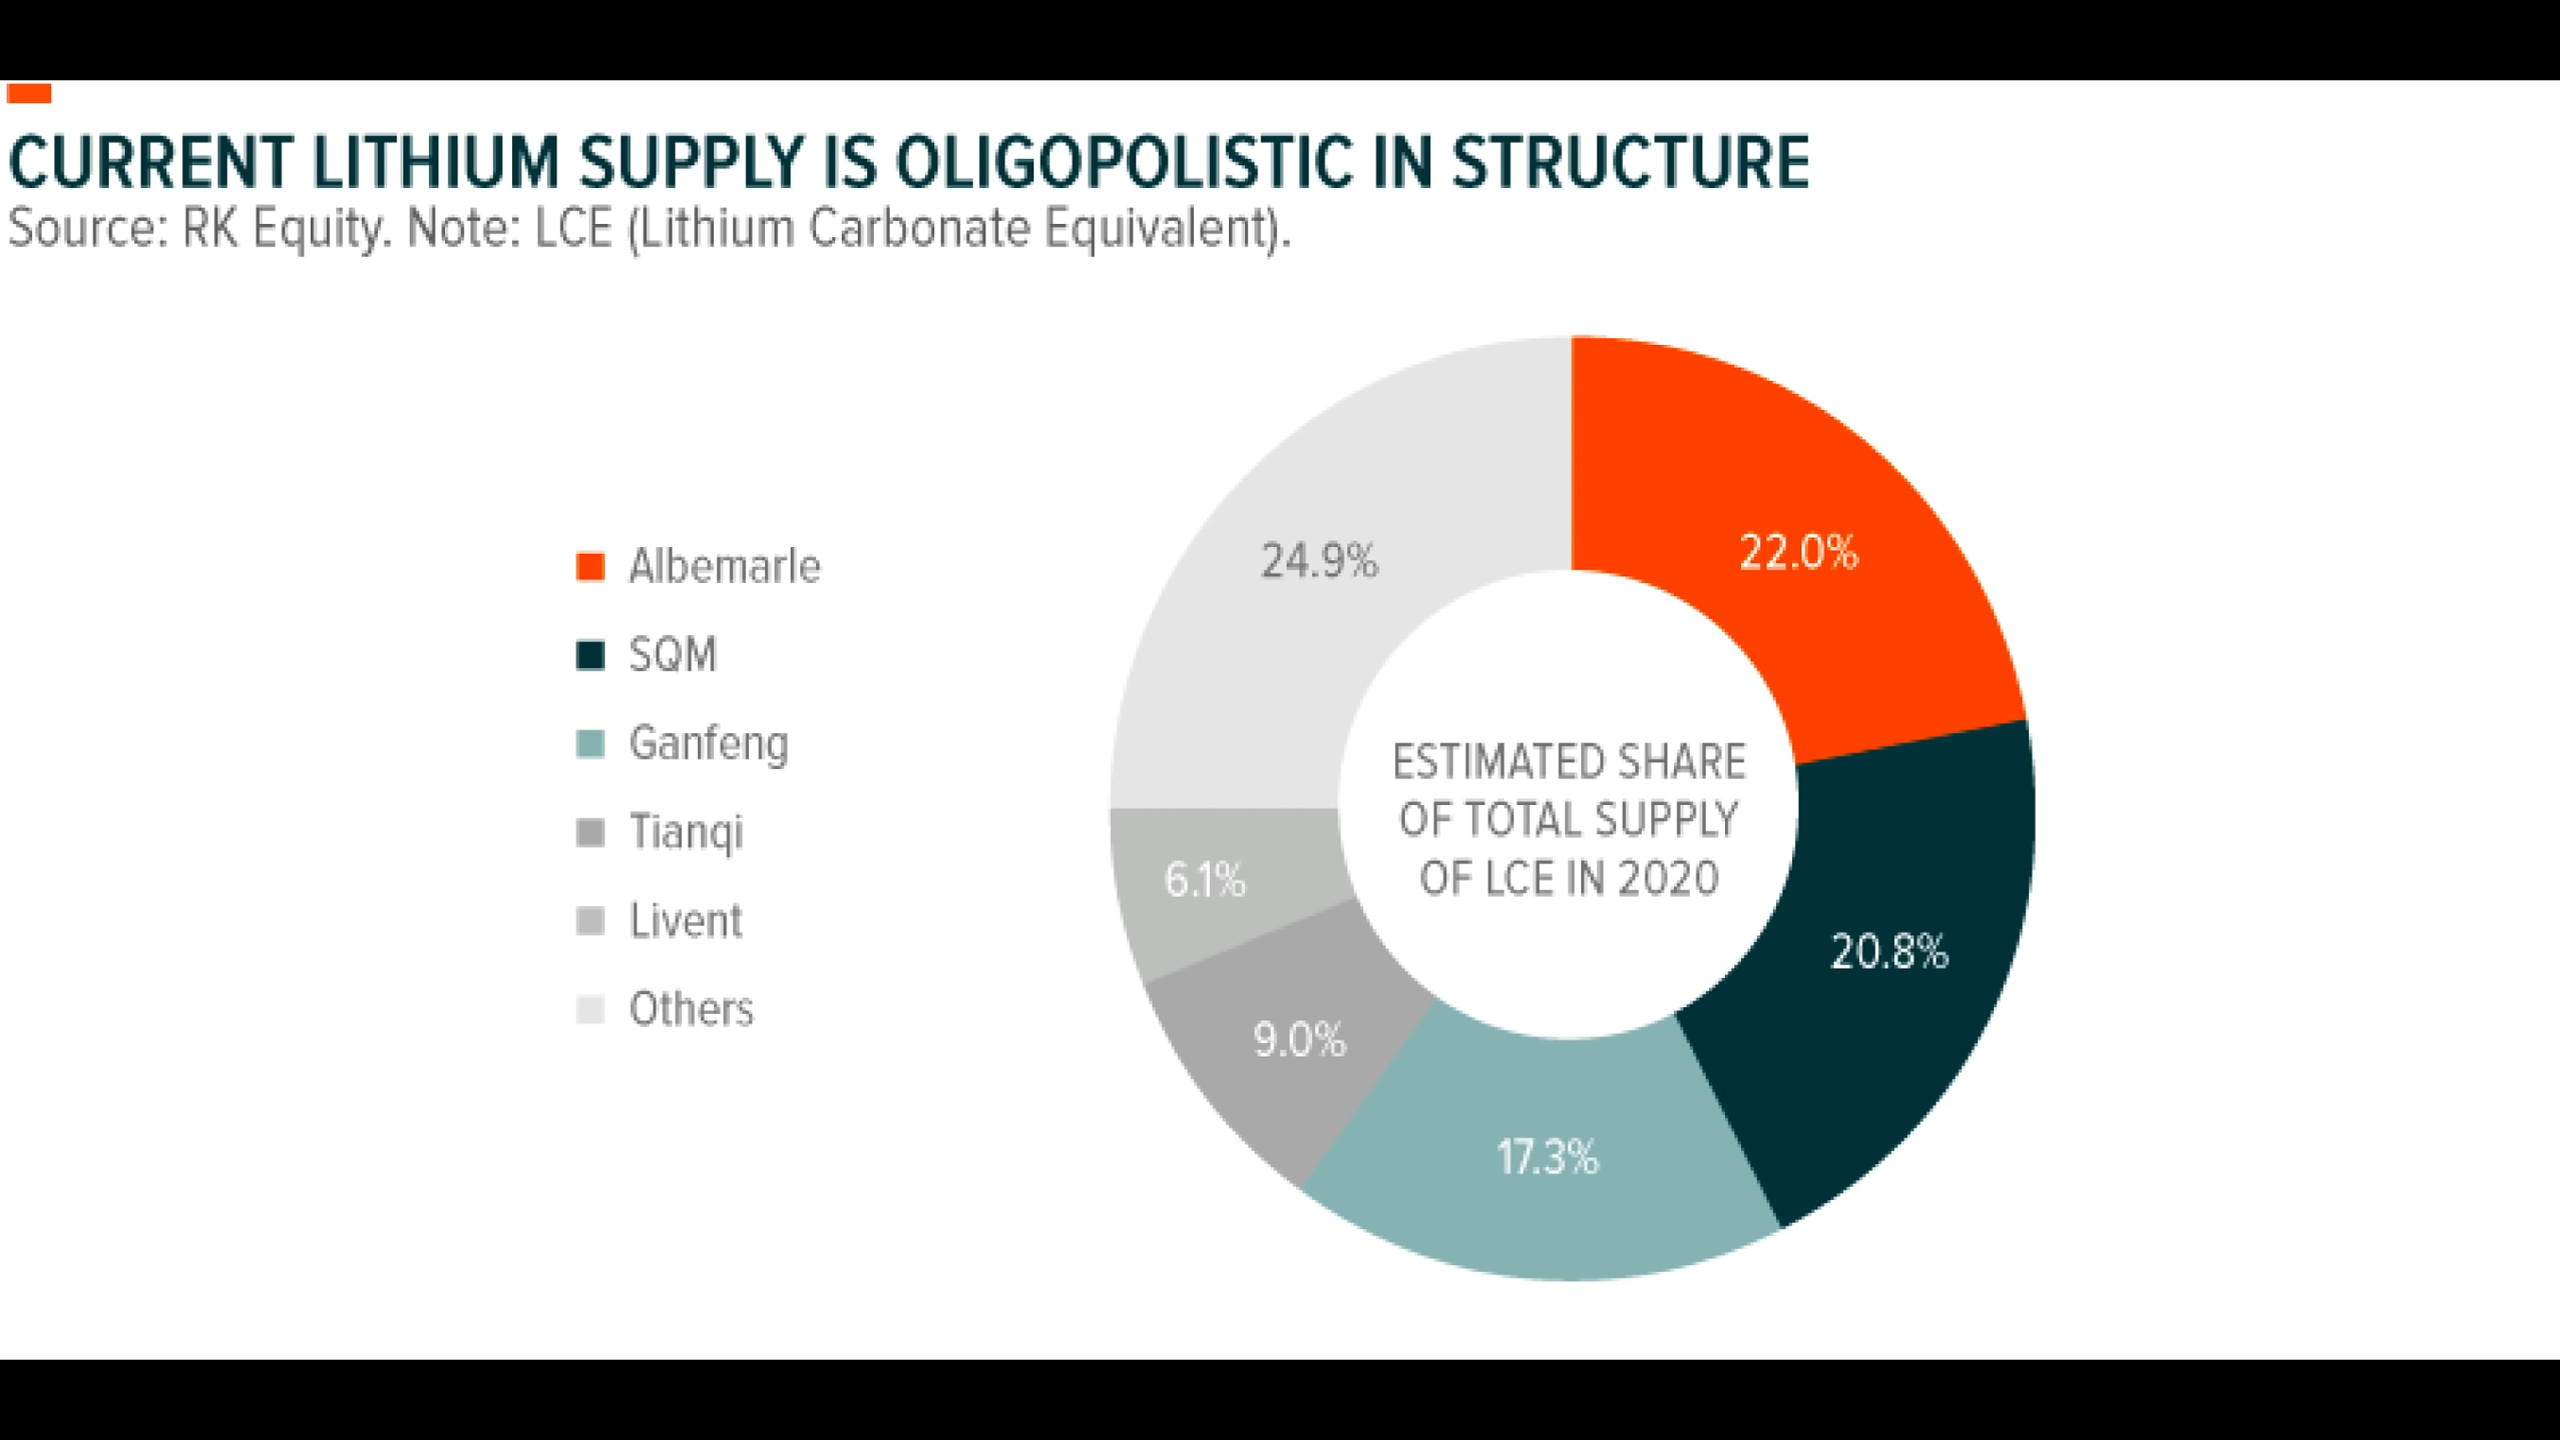 CURRENT LITHIUM SUPPLY IS OLIGOPOLISTIC IN STRUCTURE
Source: RK Equity. Note: LCE (Lithium Carbonate Equivalent).
Albemarle
SQM
Ganfeng
Tianqi
Livent
Others
24.9%
22.0%
ESTIMATED SHARE
OF TOTAL SUPPLY
OF LCE IN 2020
6.1%
20.8%
9.0%
17.3%